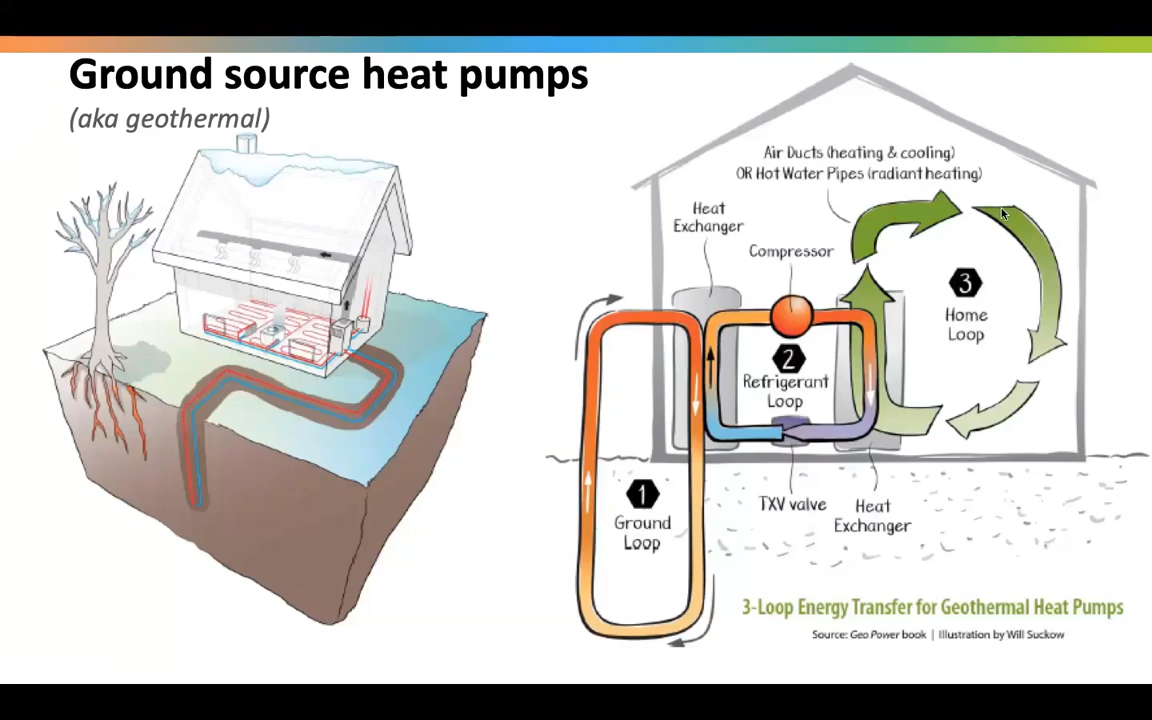 Ground source heat pumps
(aka geothermal)
Air Ducts (heating & cooling)
OR Hot Water Pipes (radiant heating)
Heat
Exchanger
Compressor
3
Home
Loop
2
Refrigerant
Loop
1
Ground
Loop
TXV valve
Heat
Exchanger
3-Loop Energy Transfer for Geothermal Heat Pumps
Source: Geo Power book | Illustration by Will Suckow